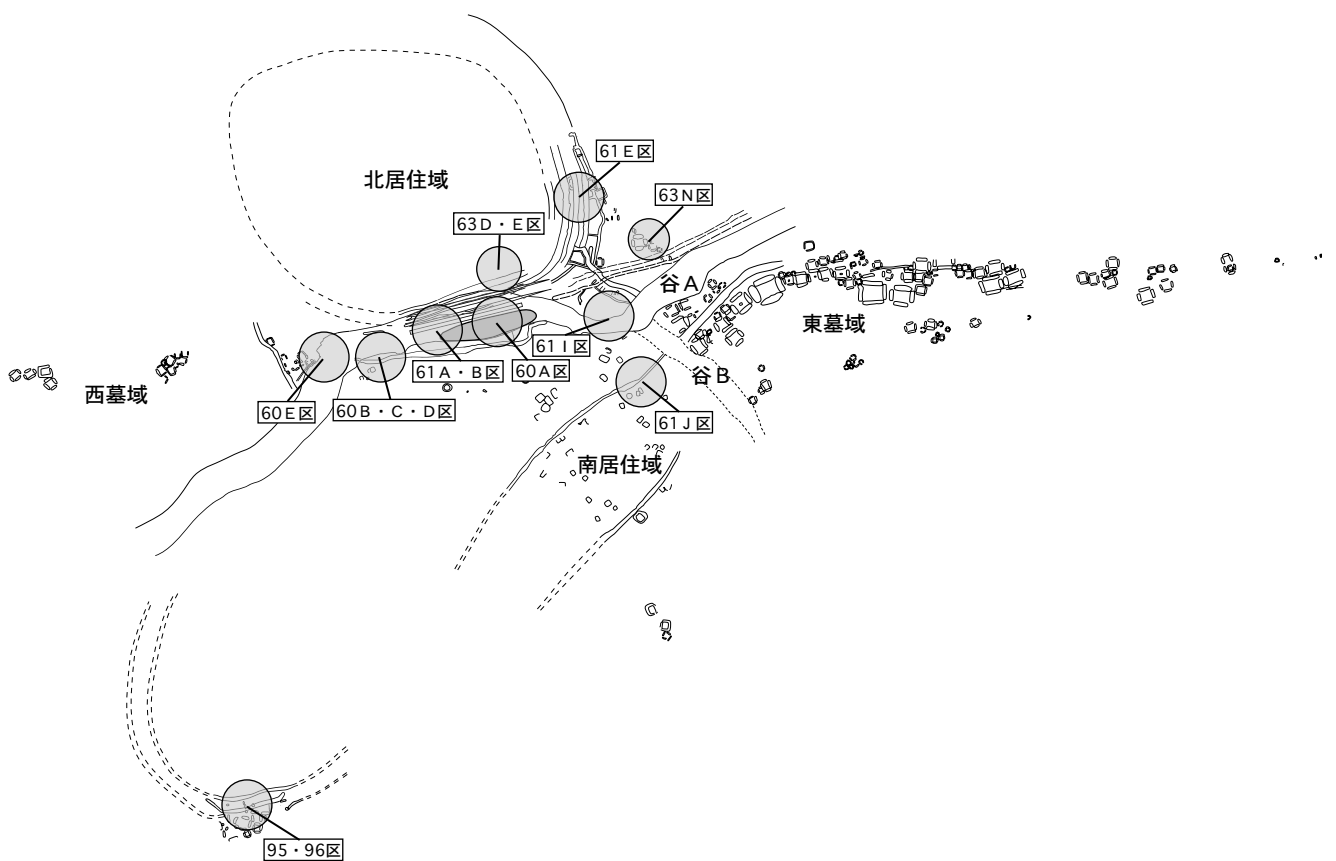 61E区
北居住域
63N区
63D・E区
谷A
東墓域
61I区
61A・B区
60A区
谷B
西墓域
60E区
60B・C・D区
61J区
南居住域
95・96区